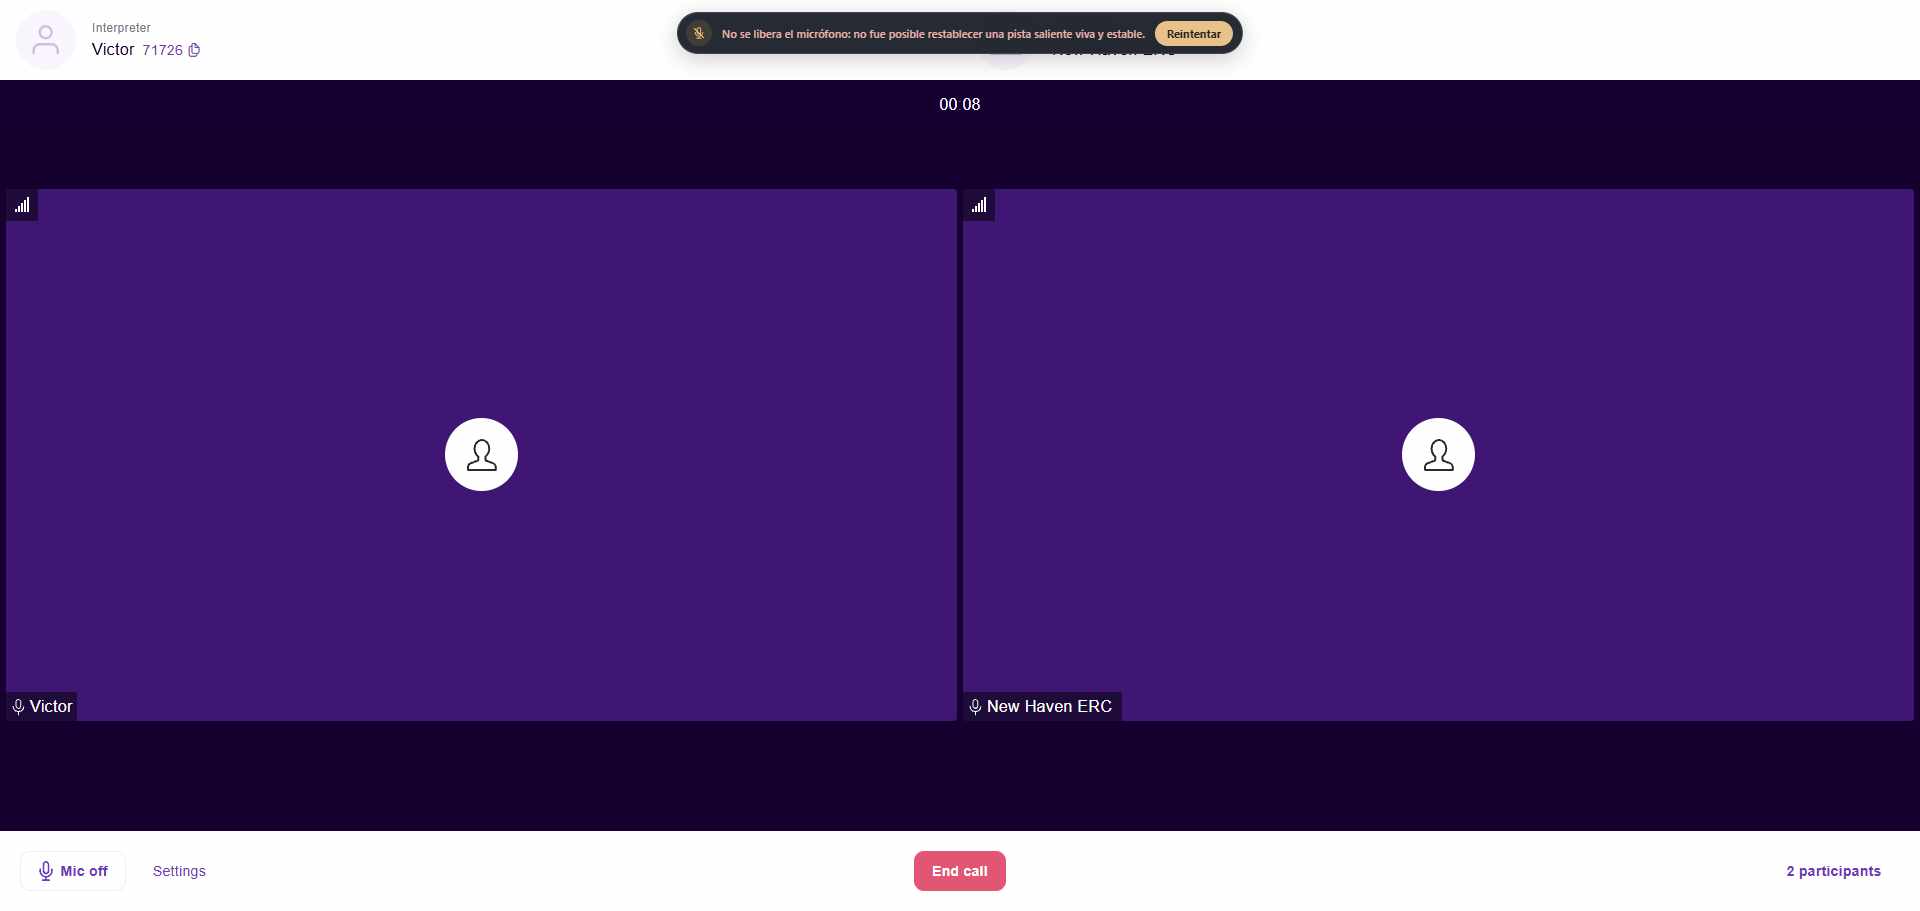 Interpreter
Victor 71726
No se libera el micrófono: no fue posible restablecer una pista saliente viva y estable.
Reintentar
00:08
Victor
New Haven ERC
Mic off
Settings
End call
2 participants